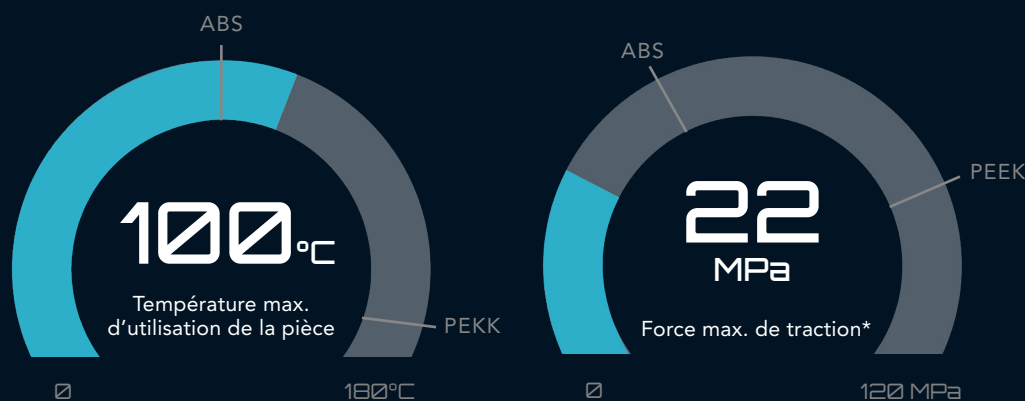 ABS
100°C
Température max.
d'utilisation de la pièce
PEKK
0
180°C
ABS
PEEK
22
MPa
Force max. de traction*
0
120 MPa